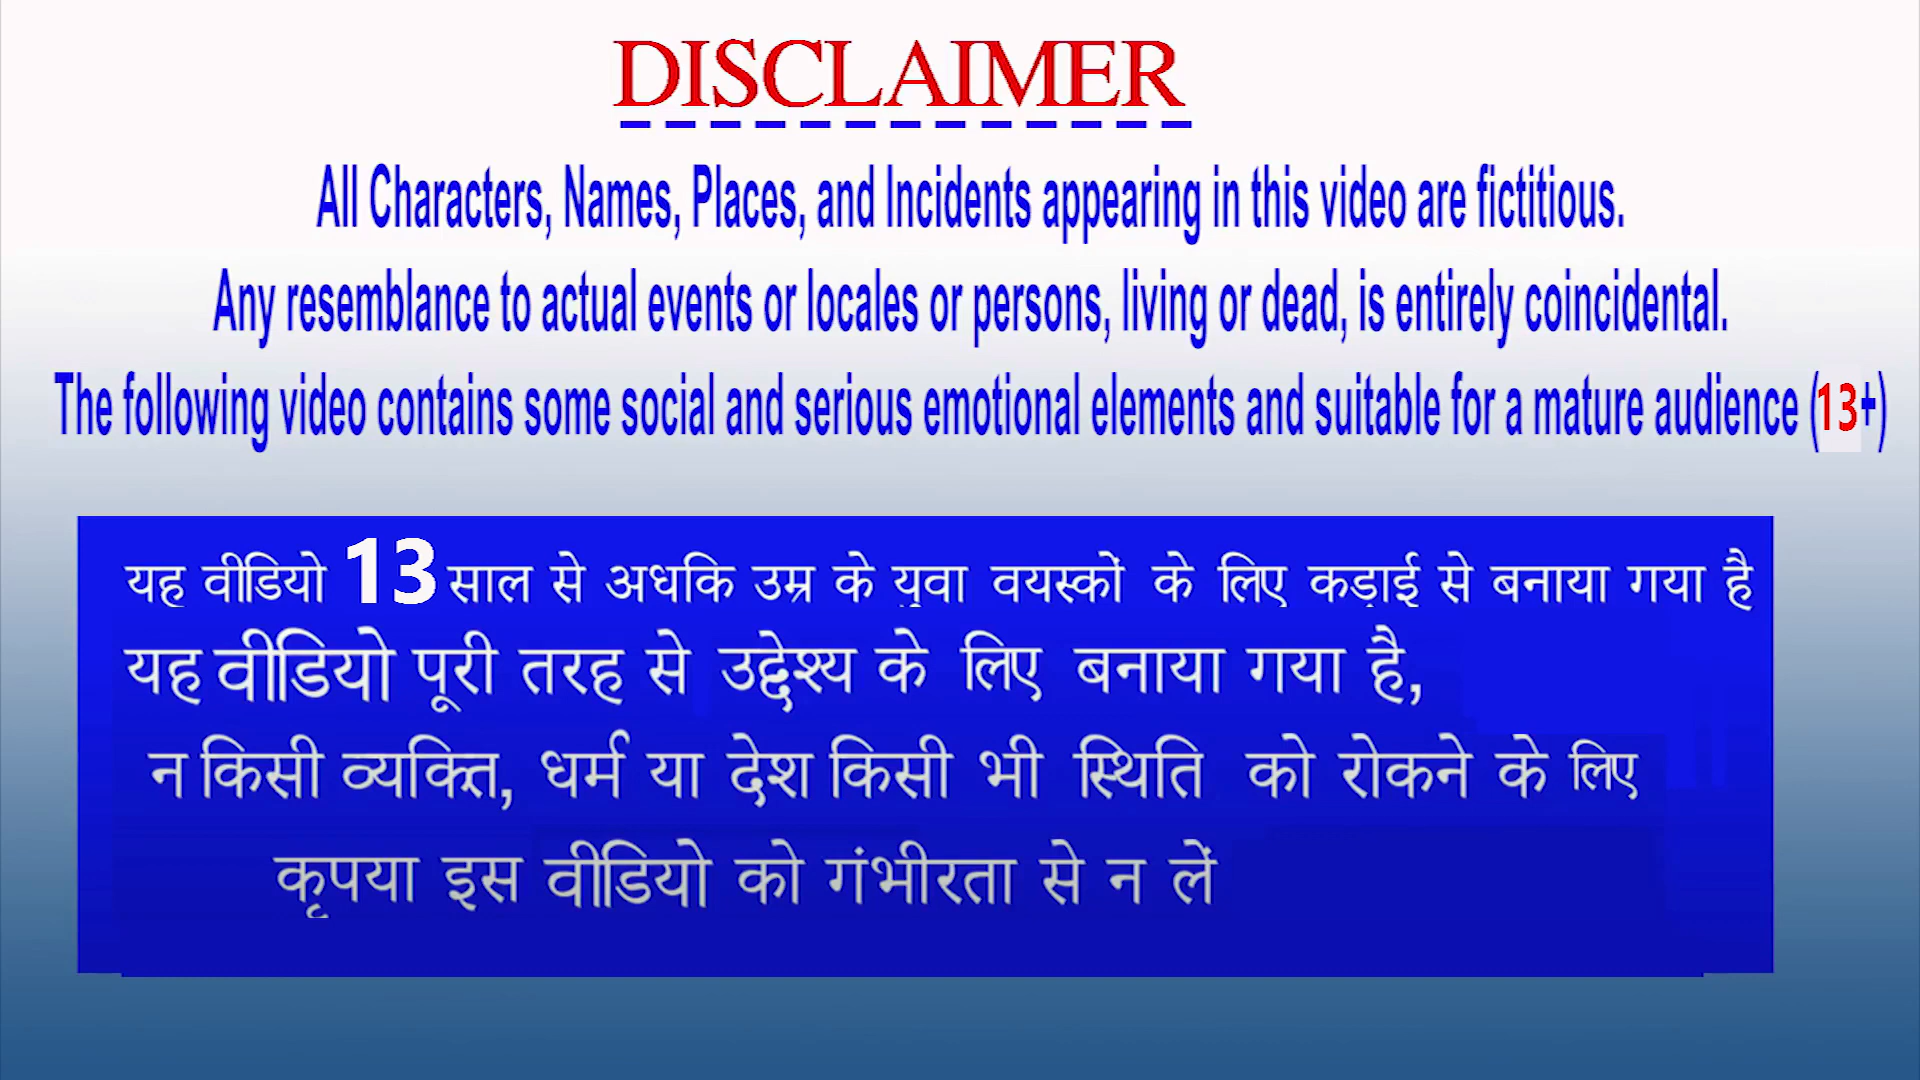 DISCLAIMER
All Characters, Names, Places, and Incidents appearing in this video are fictitious.
Any resemblance to actual events or locales or persons, living or dead, is entirely coincidental.
The following video contains some social and serious emotional elements and suitable for a mature audience (13+)
यह वीडियो 13 साल से अधकि उम्र के युवा वयस्कों के लिए कड़ाई से बनाया गया है
यह वीडियो पूरी तरह से उद्देश्य के लिए बनाया गया है,
न किसी व्यक्ति, धर्म या देश किसी भी स्थिति को रोकने के लिए
कृपया इस वीडियो को गंभीरता से न लें